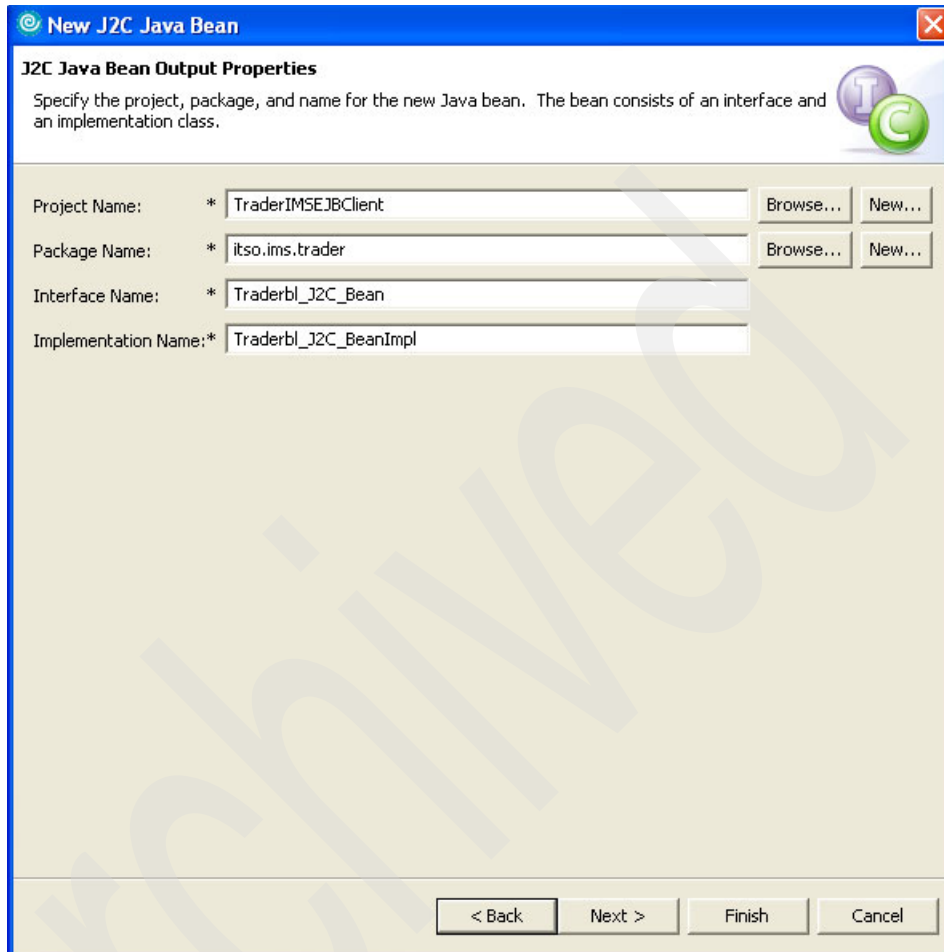 New J2C Java Bean
J2C Java Bean Output Properties
Specify the project, package, and name for the new Java bean. The bean consists of an interface and
an implementation class.
I
C
Project Name: * TraderIMSEJBClient Browse... New...
Package Name: * itso.ims.trader Browse... New...
Interface Name: * Traderbl_J2C_Bean
Implementation Name:* Traderbl_J2C_BeanImpl
rchived
< Back Next > Finish Cancel